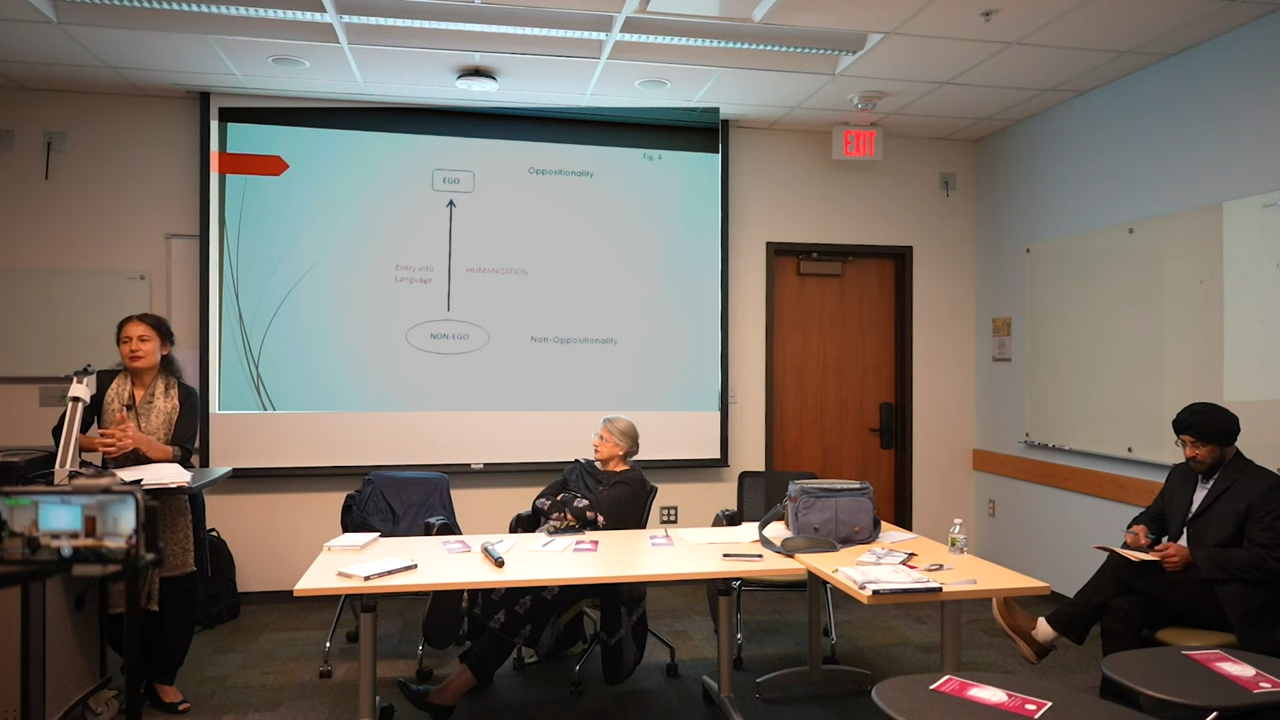 Fig. 4
EGO
Oppositionality
Entry into
Language
HUMANIZATION
NON-EGO
Non-Oppositionality
EXIT